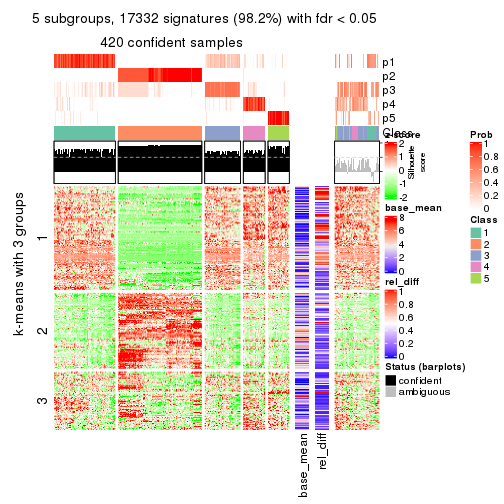 5 subgroups, 17332 signatures (98.2%) with fdr < 0.05
420 confident samples
p1
p2
p3
p4
p5
Class
Silhouette
score
k-means with 3 groups
1
2
3
base_mean
rel_diff
z-score
2
1
0
-1
-2
base_mean
8
6
4
2
0
rel_diff
1
0.8
0.6
0.4
0.2
0
Status (barplots)
confident
ambiguous
Prob
1
0.8
0.6
0.4
0.2
0
Class
1
2
3
4
5